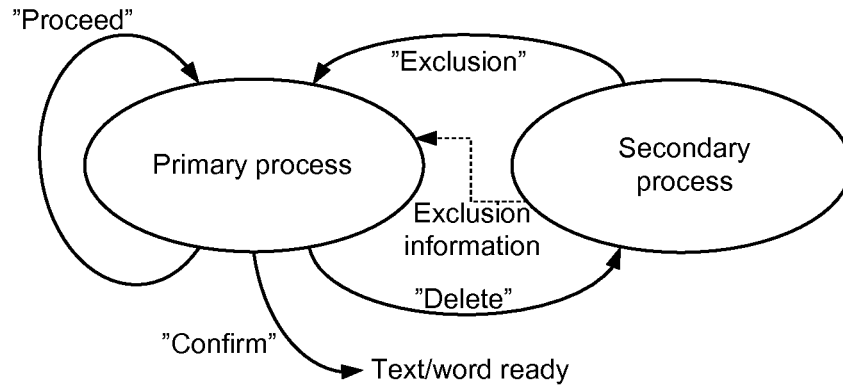 ”Proceed”
”Exclusion”
Primary process
Secondary
process
Exclusion
information
”Delete”
”Confirm”
Text/word ready